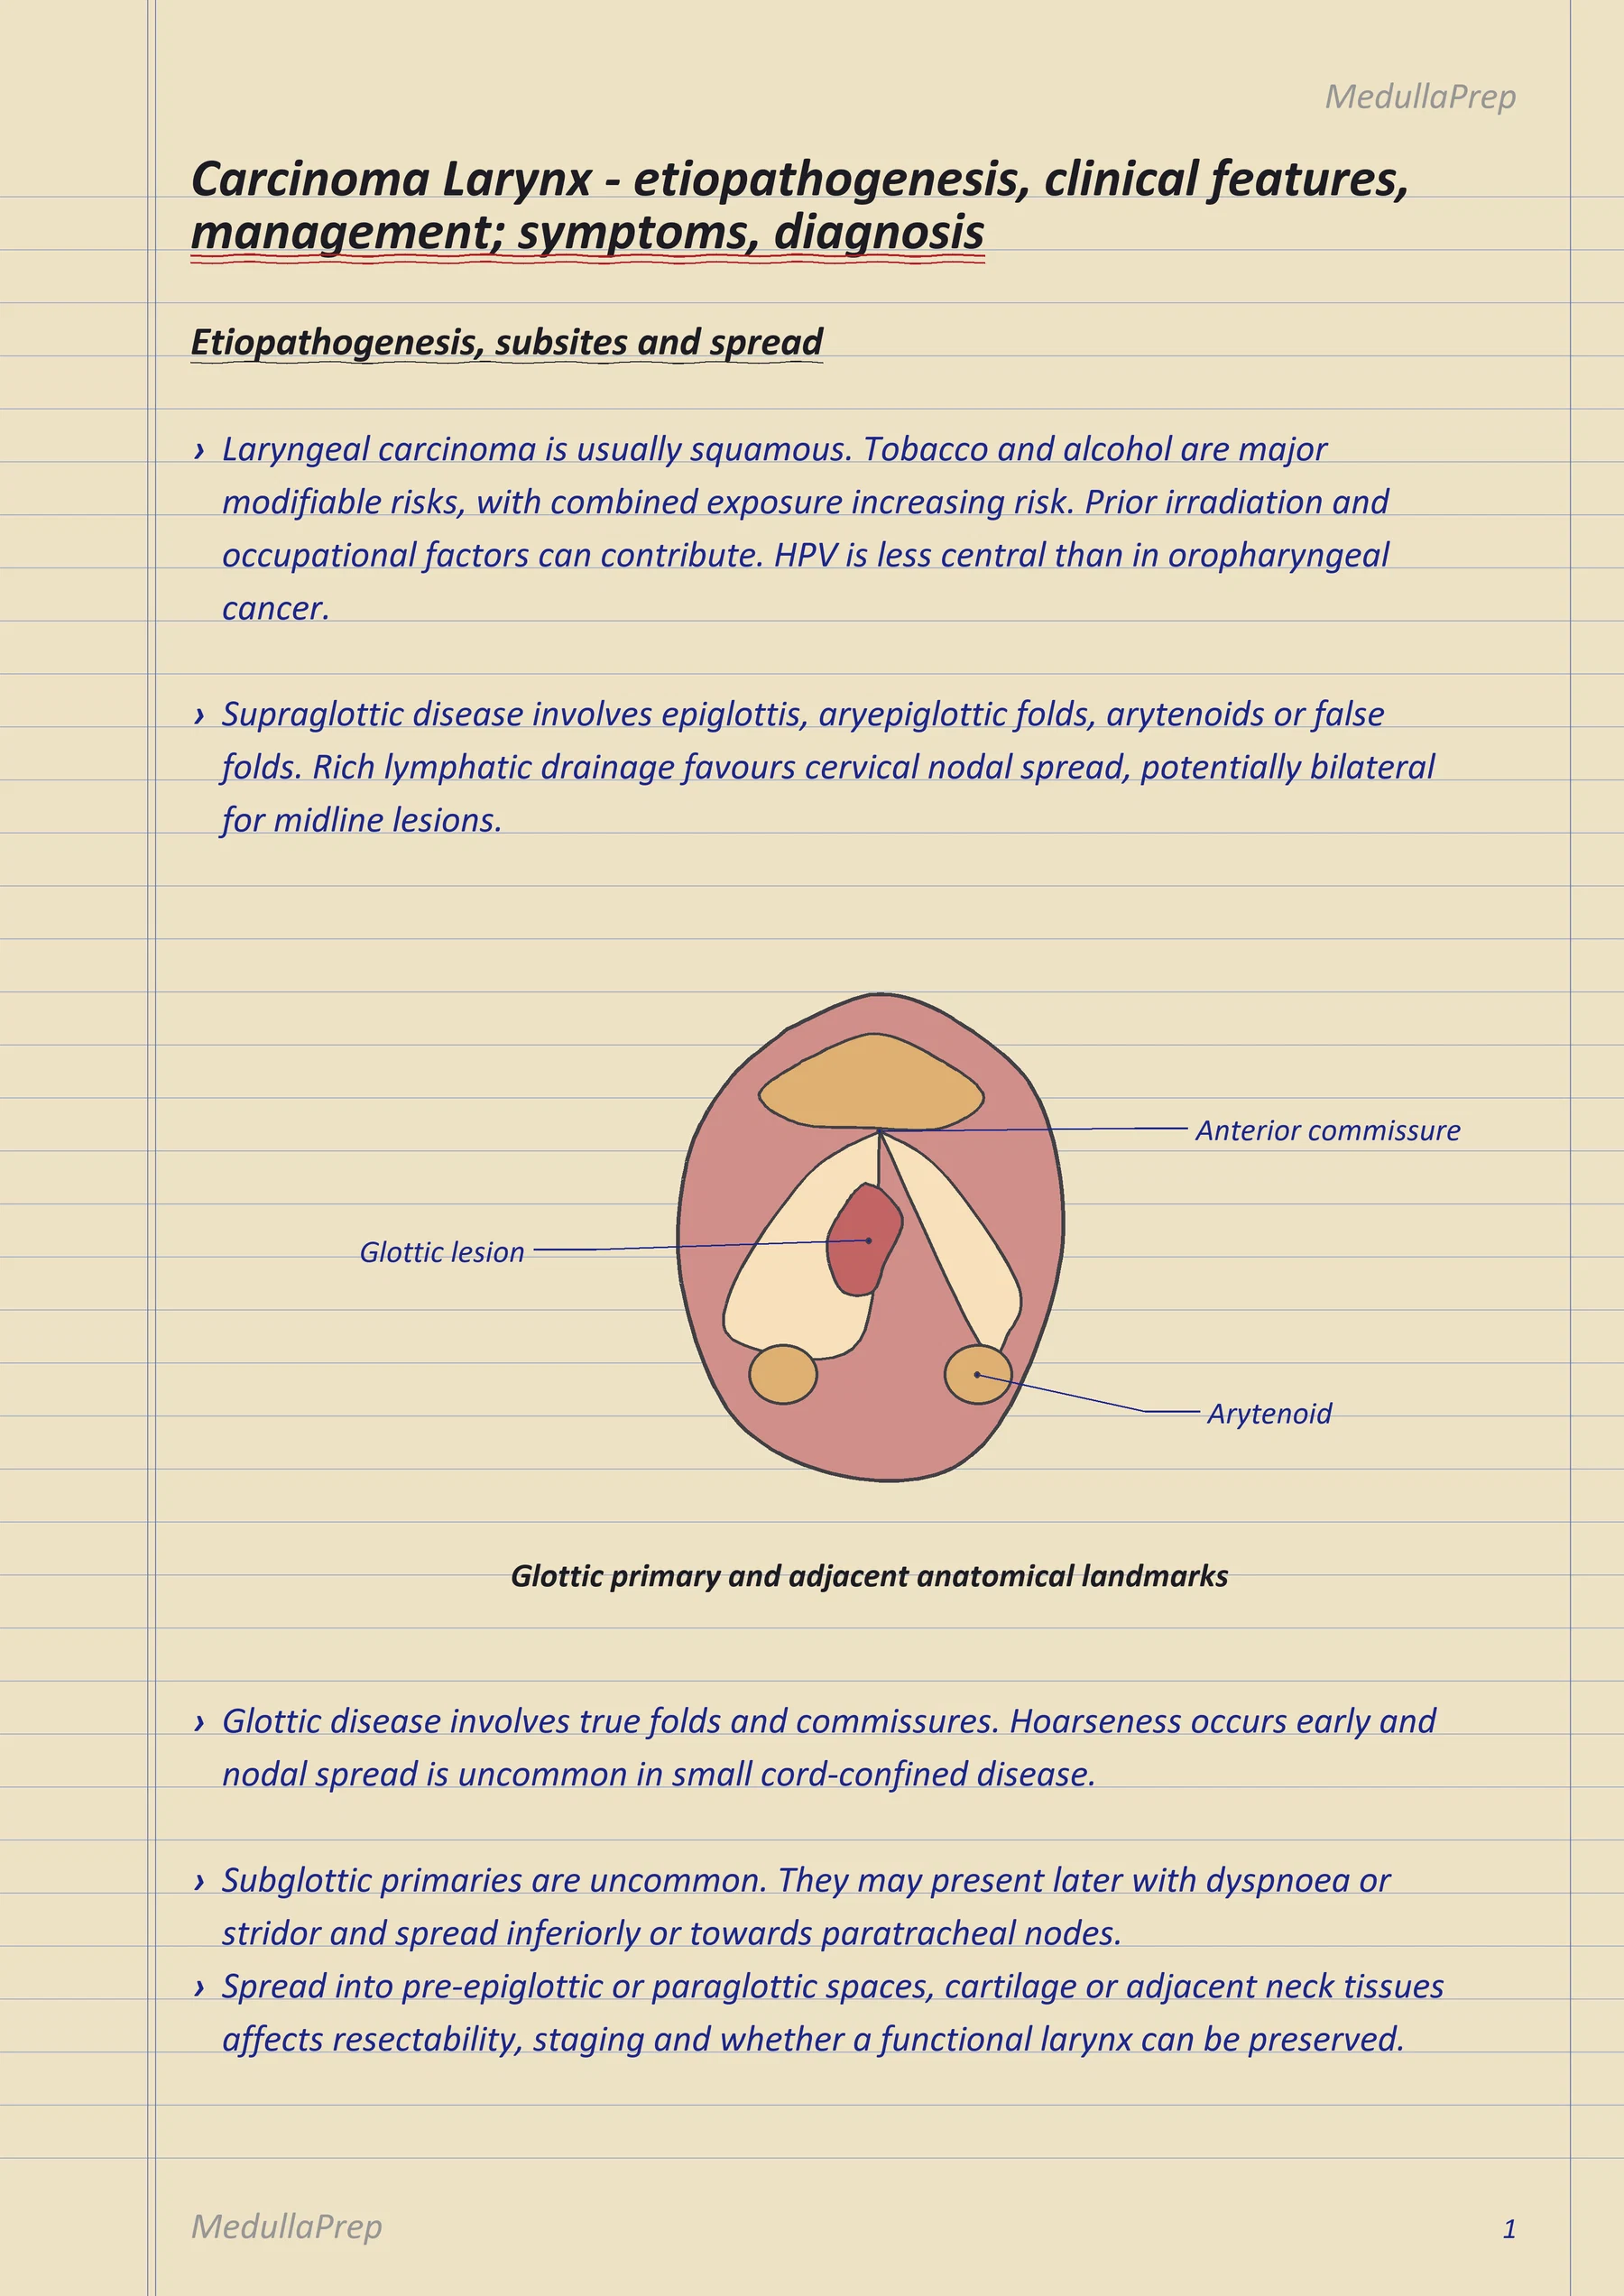 MedullaPrep
Carcinoma Larynx - etiopathogenesis, clinical features,
management; symptoms, diagnosis
Etiopathogenesis, subsites and spread
› Laryngeal carcinoma is usually squamous. Tobacco and alcohol are major
modifiable risks, with combined exposure increasing risk. Prior irradiation and
occupational factors can contribute. HPV is less central than in oropharyngeal
cancer.
› Supraglottic disease involves epiglottis, aryepiglottic folds, arytenoids or false
folds. Rich lymphatic drainage favours cervical nodal spread, potentially bilateral
for midline lesions.
Anterior commissure
Glottic lesion
Arytenoid
Glottic primary and adjacent anatomical landmarks
› Glottic disease involves true folds and commissures. Hoarseness occurs early and
nodal spread is uncommon in small cord-confined disease.
› Subglottic primaries are uncommon. They may present later with dyspnoea or
stridor and spread inferiorly or towards paratracheal nodes.
› Spread into pre-epiglottic or paraglottic spaces, cartilage or adjacent neck tissues
affects resectability, staging and whether a functional larynx can be preserved.
MedullaPrep
1